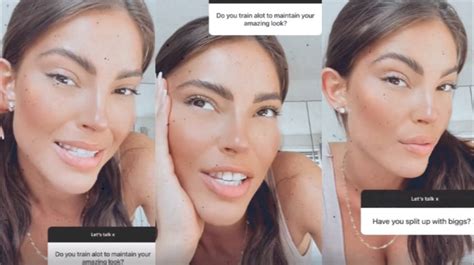 Do you train alot to maintain your
amazing look?
Let's talk x
Do you train alot to maintain your
amazing look?
Let's talk x
Have you split up with biggs?